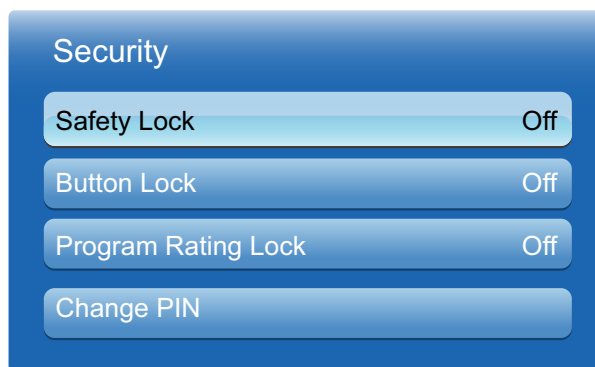 Security
Safety Lock Off
Button Lock Off
Program Rating Lock Off
Change PIN